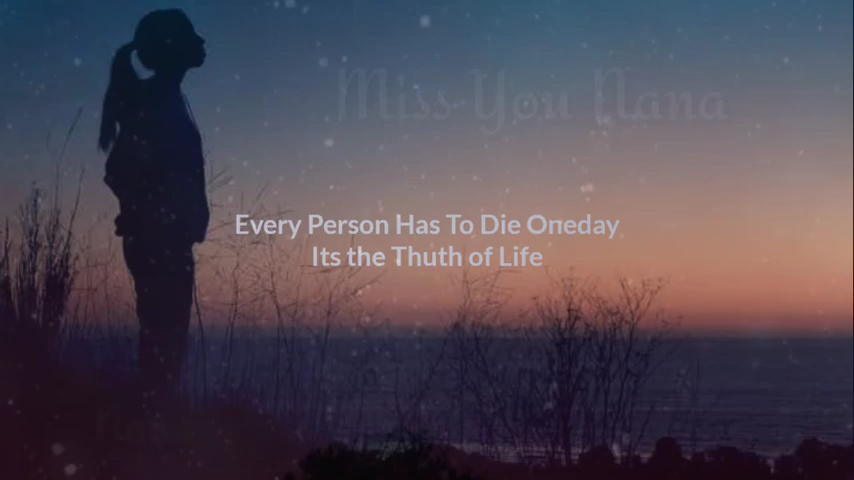 Miss You Nana
Every Person Has To Die Oneday
Its the Thuth of Life